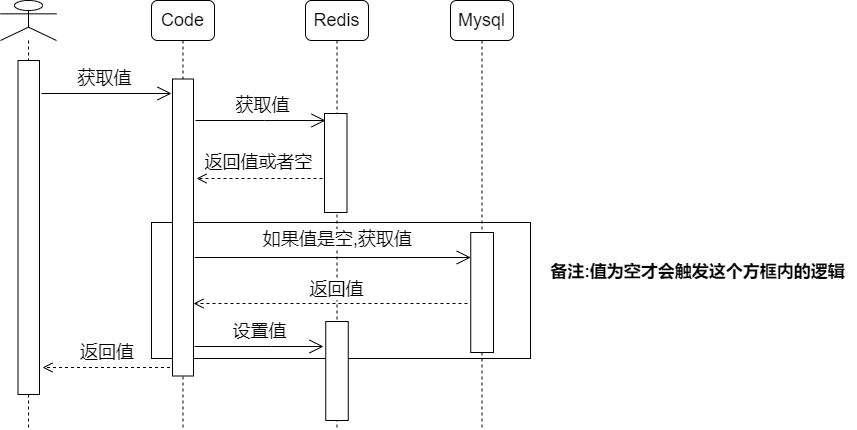 Code
Redis
Mysql
获取值
获取值
返回值或者空
如果值是空,获取值
备注:值为空才会触发这个方框内的逻辑
返回值
设置值
返回值